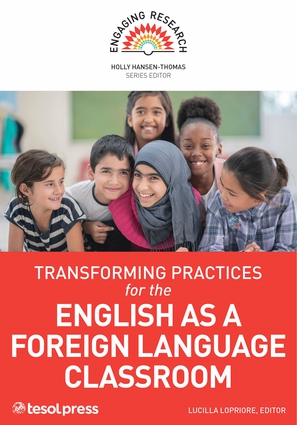 ENGAGING RESEARCH
HOLLY HANSEN-THOMAS
SERIES EDITOR
TRANSFORMING PRACTICES
for the
ENGLISH AS A
FOREIGN LANGUAGE
CLASSROOM
tesolpress
LUCILLA LOPRIORE, EDITOR